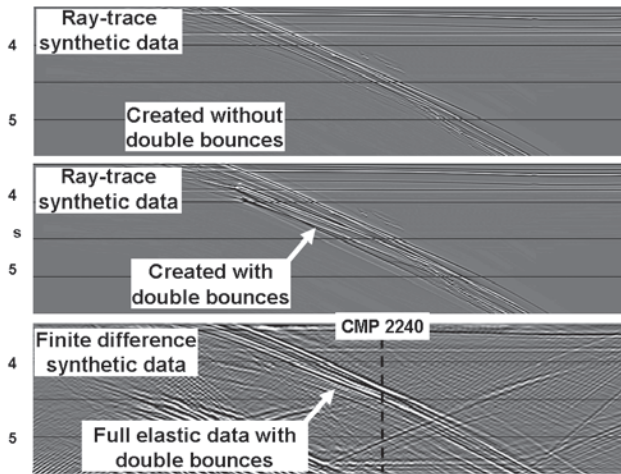 Ray-trace
synthetic data
4
Created without
double bounces
5
Ray-trace
synthetic data
4
s
Created with
double bounces
5
CMP 2240
Finite difference
synthetic data
4
Full elastic data with
double bounces
5